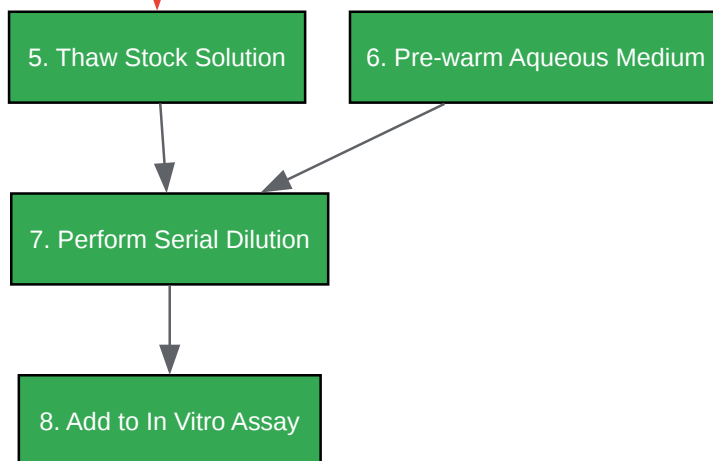 5. Thaw Stock Solution
6. Pre-warm Aqueous Medium
7. Perform Serial Dilution
8. Add to In Vitro Assay